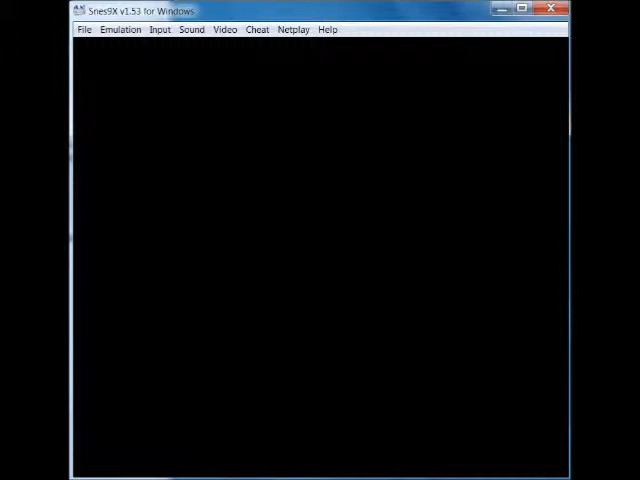 Snes9X v1.53 for Windows
File Emulation Input Sound Video Cheat Netplay Help